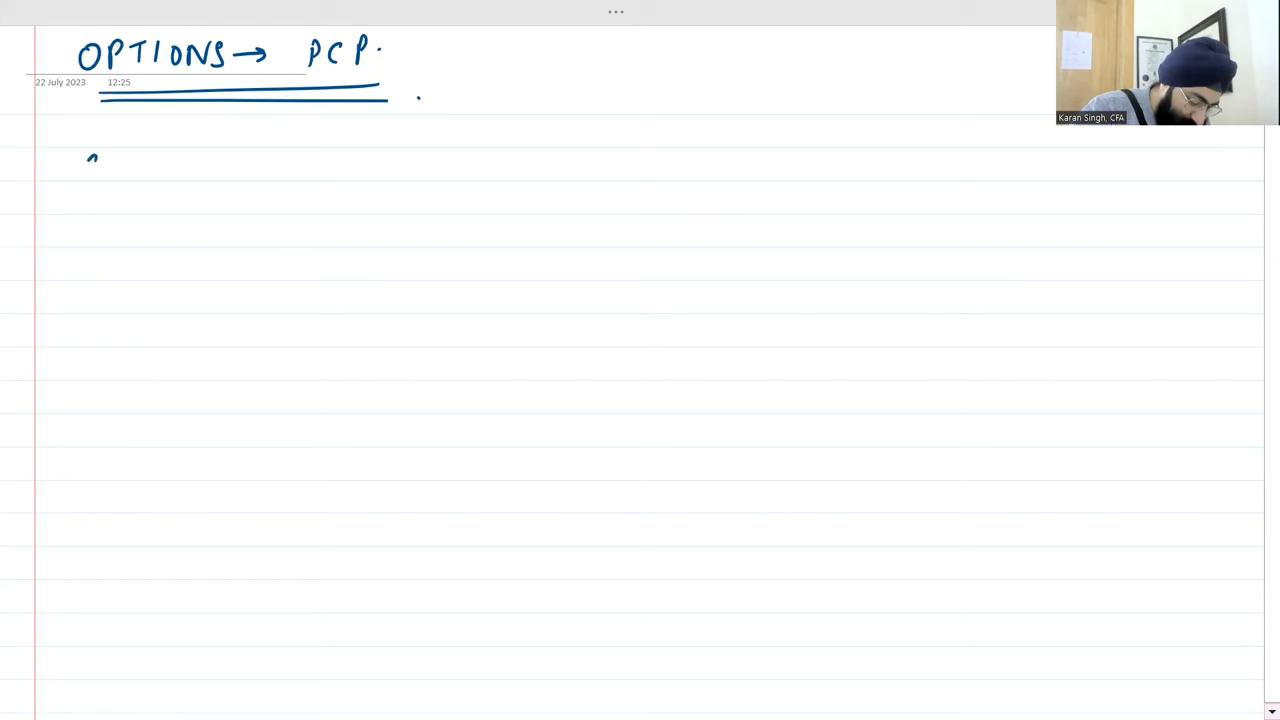 OPTIONS → PCP.
22 July 2023 12:25
Karan Singh, CFA